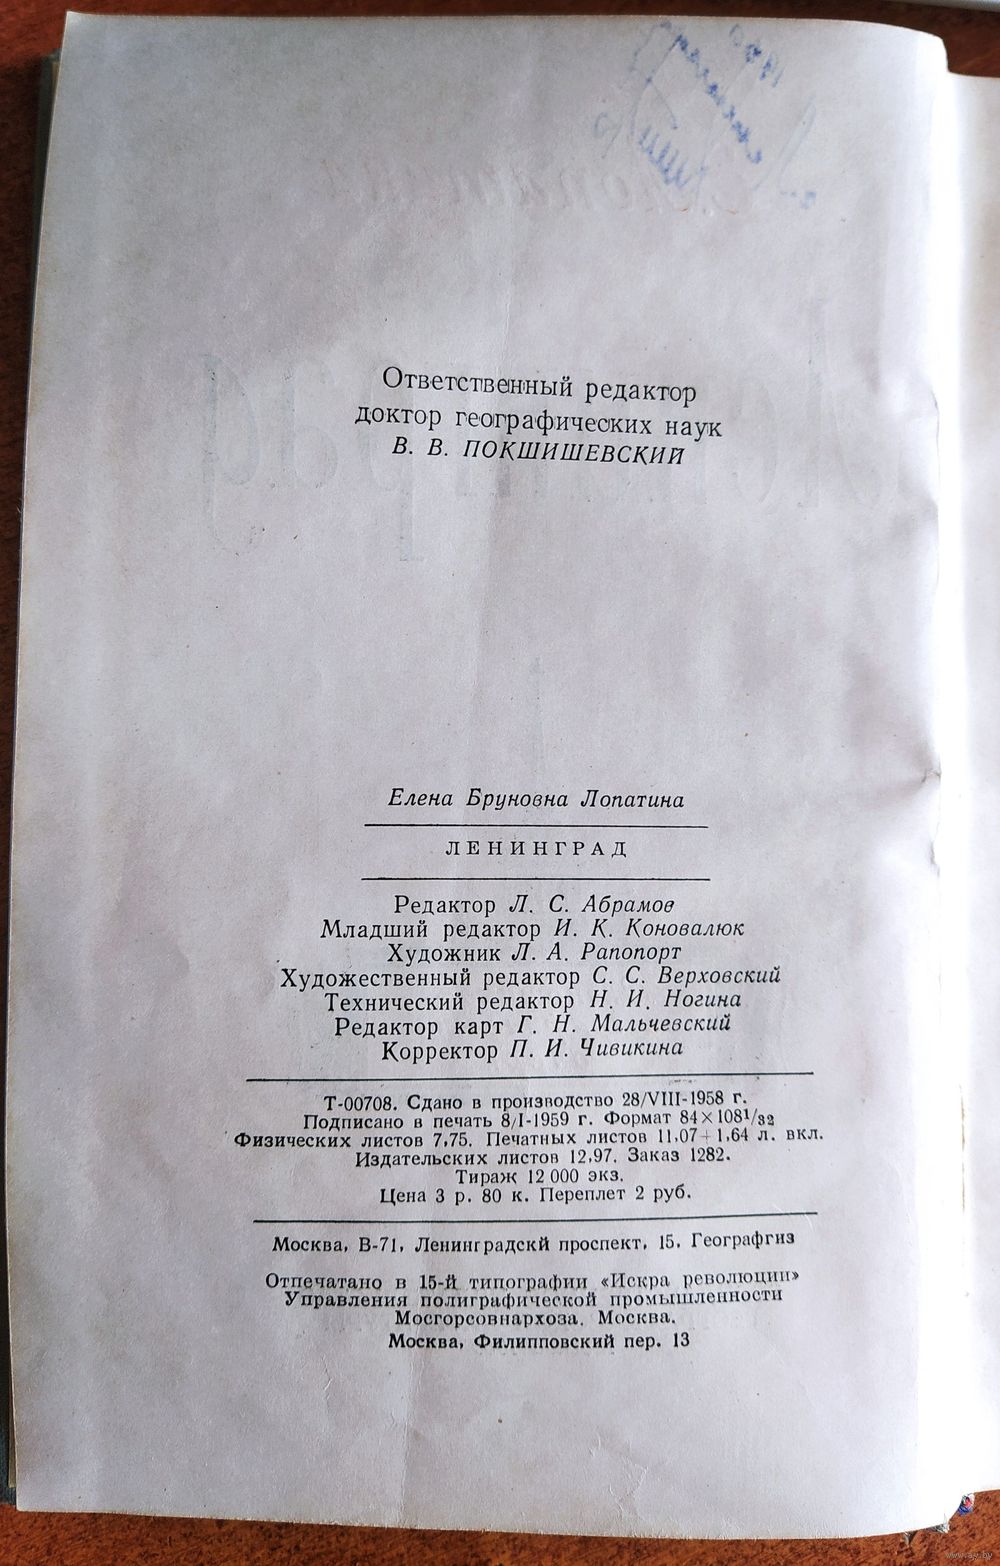 Ответственный редактор
доктор географических наук
В. В. ПОКШИШЕВСКИЙ
Елена Бруновна Лопатина
ЛЕНИНГРАД
Редактор Л. С. Абрамов
Младший редактор И. К. Коновалюк
Художник Л. А. Рапопорт
Художественный редактор С. С. Верховский
Технический редактор Н. И. Ногина
Редактор карт Г. Н. Мальчевский
Корректор П. И. Чивикина
Т-00708. Сдано в производство 28/VIII-1958 г.
Подписано в печать 8/I-1959 г. Формат 84×108¹/₃₂
Физических листов 7,75. Печатных листов 11,07+1,64 л. вкл.
Издательских листов 12,97. Заказ 1282.
Тираж 12 000 экз.
Цена 3 р. 80 к. Переплет 2 руб.
Москва, В-71, Ленинградскй проспект, 15, Географгиз
Отпечатано в 15-й типографии «Искра революции»
Управления полиграфической промышленности
Мосгорсовнархоза. Москва.
Москва, Филипповский пер. 13
www.ay.by